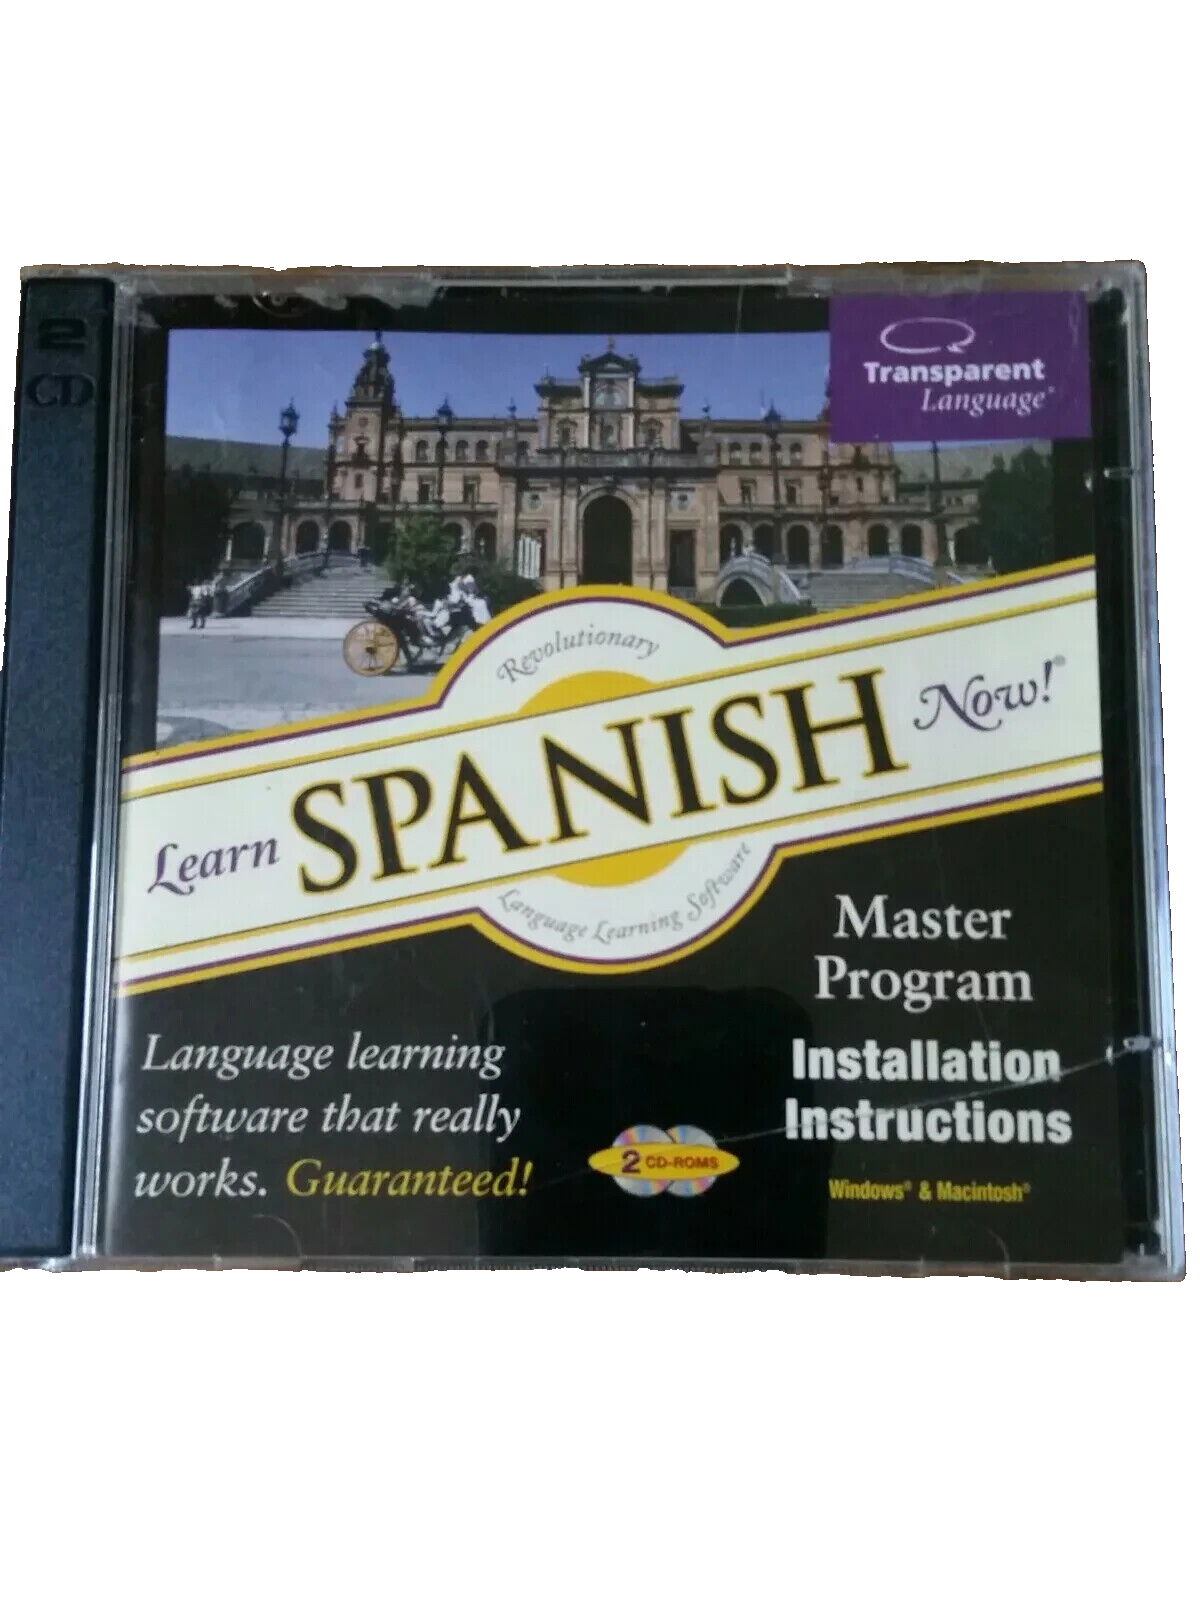 2
CD
Transparent
Language®
Revolutionary
Learn SPANISH Now!®
Language Learning Software
Master
Program
Language learning
software that really
works. Guaranteed!
Installation
Instructions
2 CD-ROMS
Windows® & Macintosh®